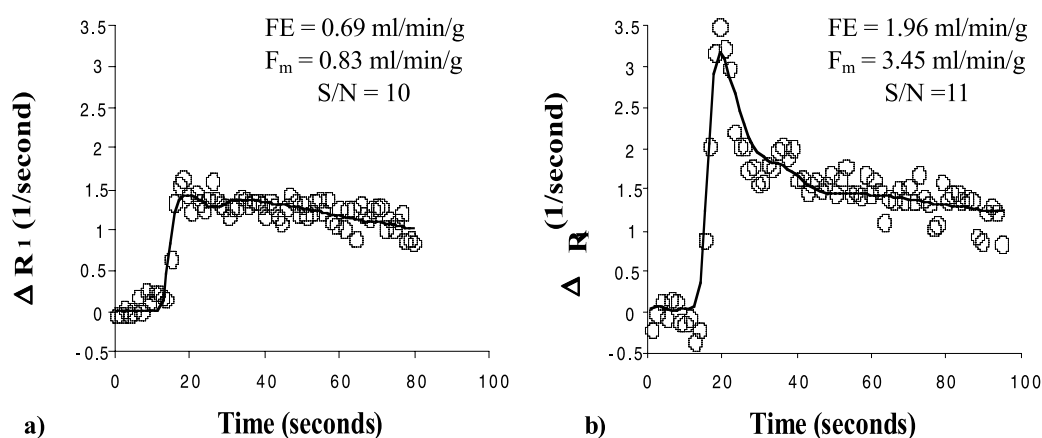 FE = 0.69 ml/min/g
Fm = 0.83 ml/min/g
S/N = 10
3.5
3
2.5
2
1.5
1
0.5
0
-0.5
Δ R 1 (1/second)
0 20 40 60 80 100
a) Time (seconds)
FE = 1.96 ml/min/g
Fm = 3.45 ml/min/g
S/N =11
3.5
3
2.5
2
1.5
1
0.5
0
-0.5
Δ R (1/second)
0 20 40 60 80 100
b) Time (seconds)